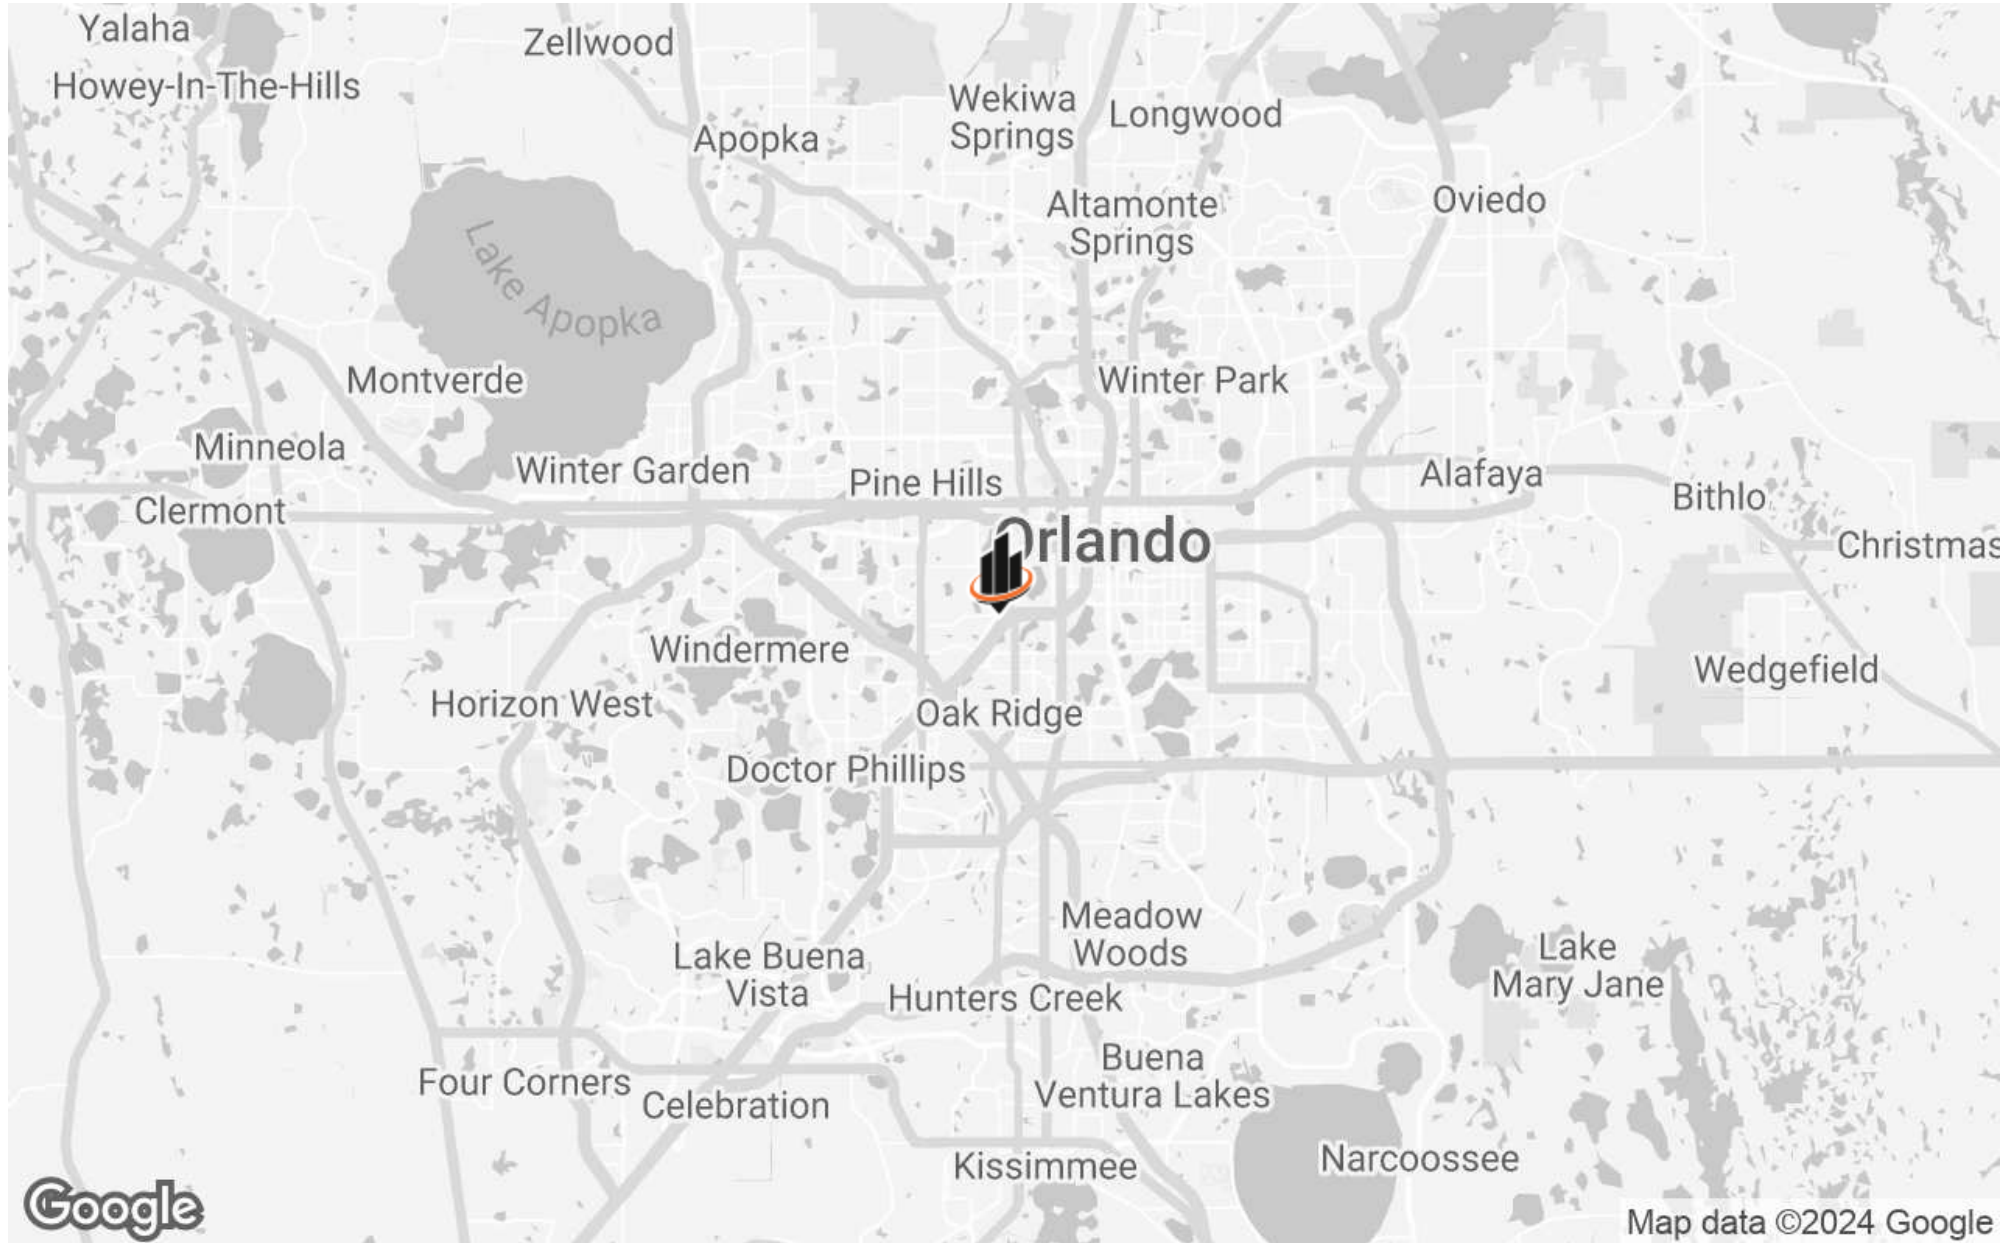 Yalaha
Zellwood
Howey-In-The-Hills
Wekiwa
Springs
Longwood
Apopka
Altamonte
Springs
Oviedo
Lake Apopka
Montverde
Winter Park
Minneola
Winter Garden
Pine Hills
Alafaya
Bithlo
Clermont
Orlando
Christmas
Windermere
Wedgefield
Horizon West
Oak Ridge
Doctor Phillips
Meadow
Woods
Lake Buena
Vista
Lake
Mary Jane
Hunters Creek
Buena
Ventura Lakes
Four Corners
Celebration
Kissimmee
Narcoossee
Google
Map data ©2024 Google